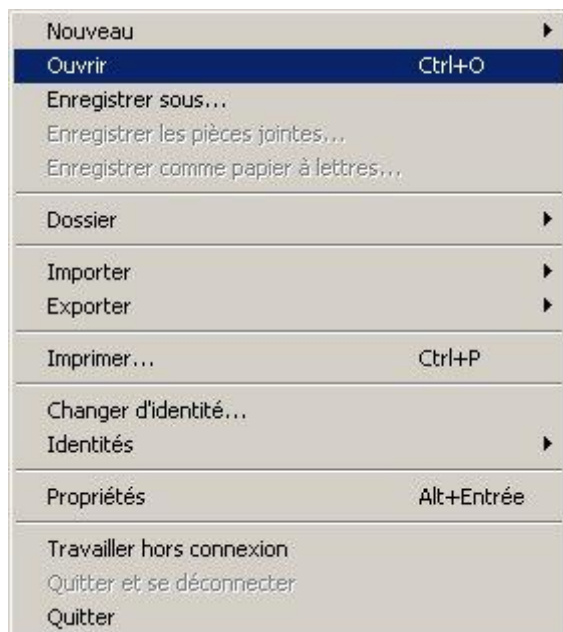 Nouveau
Ouvrir Ctrl+O
Enregistrer sous...
Enregistrer les pièces jointes...
Enregistrer comme papier à lettres...
Dossier
Importer
Exporter
Imprimer... Ctrl+P
Changer d'identité...
Identités
Propriétés Alt+Entrée
Travailler hors connexion
Quitter et se déconnecter
Quitter